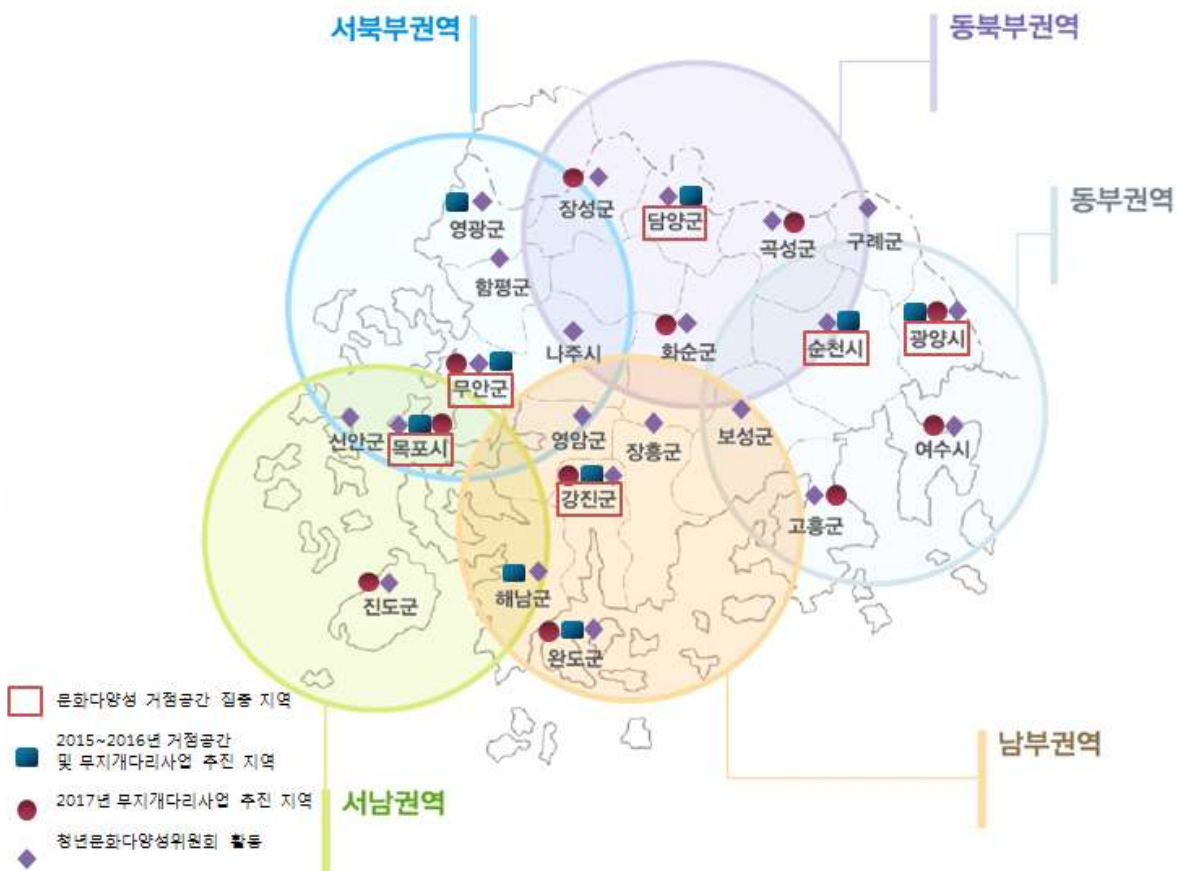 서북부권역
동북부권역
동부권역
장성군
담양군
영광군
곡성군
구례군
함평군
나주시
화순군
순천시
광양시
무안군
신안군
목포시
영암군
장흥군
보성군
여수시
강진군
고흥군
진도군
해남군
완도군
문화다양성 거점공간 집중 지역
2015~2016년 거점공간
및 무지개다리사업 추진 지역
2017년 무지개다리사업 추진 지역
청년문화다양성위원회 활동
서남권역
남부권역